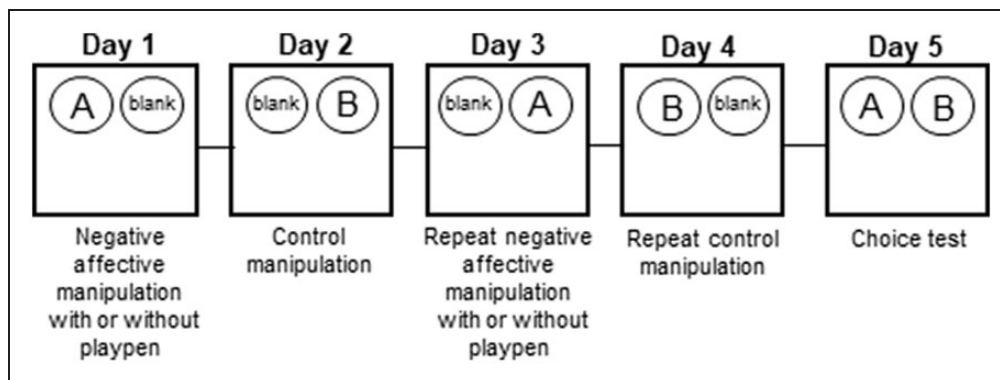 Day 1 Day 2 Day 3 Day 4 Day 5
A blank blank B blank A B blank A B
Negative
affective
manipulation
with or without
playpen
Control
manipulation
Repeat negative
affective
manipulation
with or without
playpen
Repeat control
manipulation
Choice test